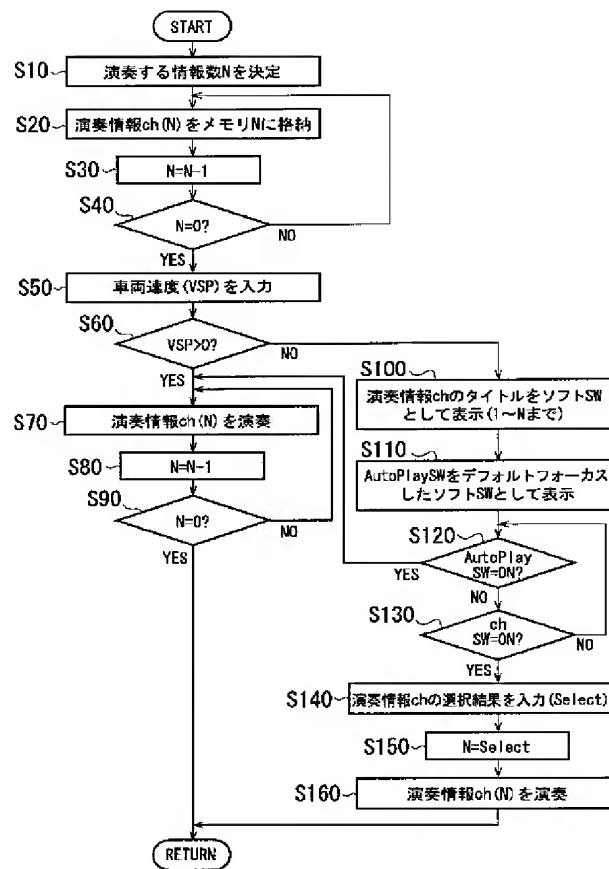 START
S10
演奏する情報数Nを決定
S20
演奏情報ch(N)をメモリNに格納
S30
N=N-1
S40
N=0?
NO
YES
S50
車両速度(VSP)を入力
S60
VSP>0?
NO
YES
S70
演奏情報ch(N)を演奏
S80
N=N-1
S90
N=0?
NO
YES
S100
演奏情報chのタイトルをソフトSW
として表示(1〜Nまで)
S110
AutoPlaySWをデフォルトフォーカス
したソフトSWとして表示
S120
AutoPlay
SW=ON?
YES
NO
S130
ch
SW=ON?
NO
YES
S140
演奏情報chの選択結果を入力(Select)
S150
N=Select
S160
演奏情報ch(N)を演奏
RETURN